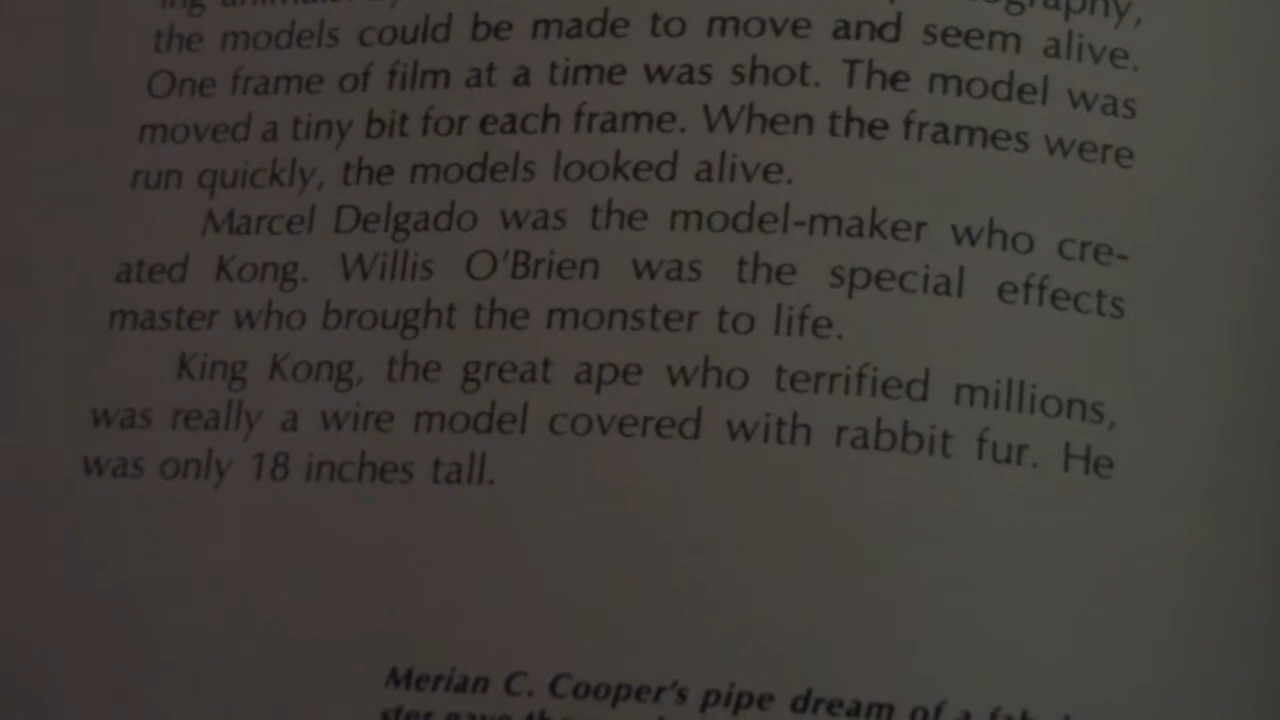 the models could be made to move and seem alive.
One frame of film at a time was shot. The model was
moved a tiny bit for each frame. When the frames were
run quickly, the models looked alive.
Marcel Delgado was the model-maker who cre-
ated Kong. Willis O'Brien was the special effects
master who brought the monster to life.
King Kong, the great ape who terrified millions,
was really a wire model covered with rabbit fur. He
was only 18 inches tall.
Merian C. Cooper's pipe dream of a